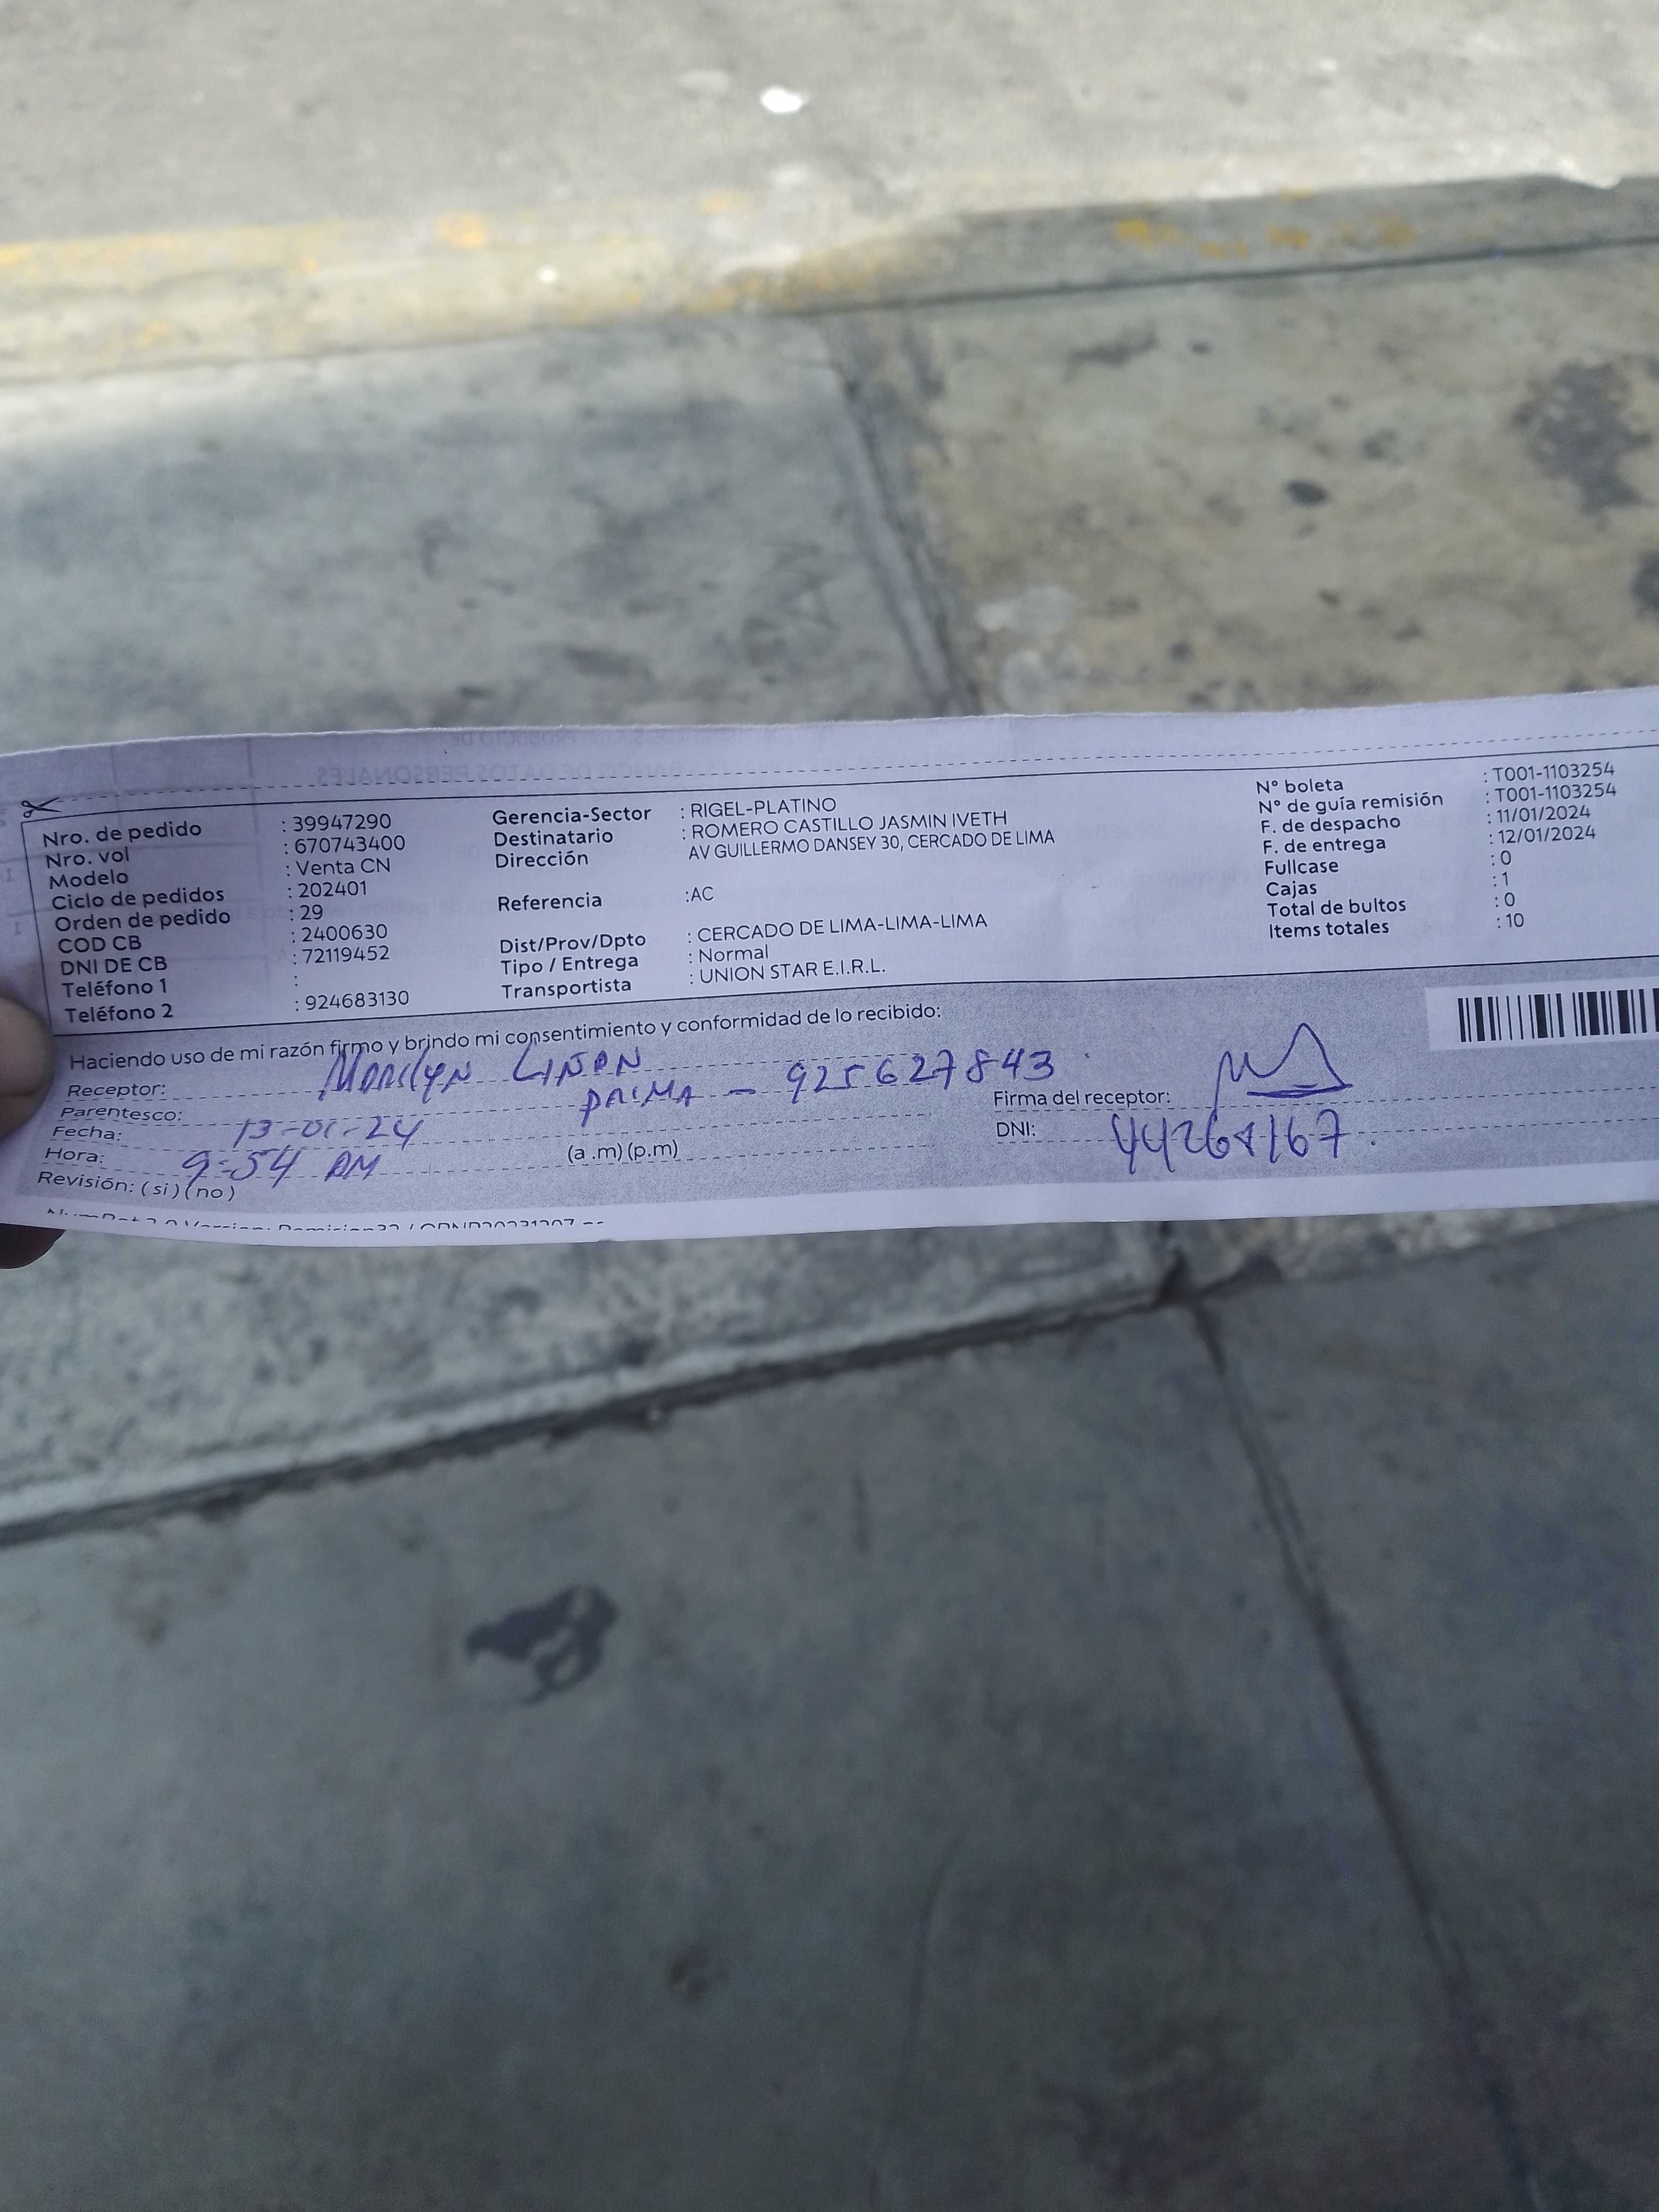 Nro. de pedido : 39947290
Nro. vol : 670743400
Modelo : Venta CN
Ciclo de pedidos : 202401
Orden de pedido : 29
COD CB : 2400630
DNI DE CB : 72119452
Teléfono 1 :
Teléfono 2 : 924683130
Gerencia-Sector : RIGEL-PLATINO
Destinatario : ROMERO CASTILLO JASMIN IVETH
Dirección AV GUILLERMO DANSEY 30, CERCADO DE LIMA
Referencia :AC
Dist/Prov/Dpto : CERCADO DE LIMA-LIMA-LIMA
Tipo / Entrega : Normal
Transportista : UNION STAR E.I.R.L.
N° boleta : T001-1103254
N° de guía remisión : T001-1103254
F. de despacho : 11/01/2024
F. de entrega : 12/01/2024
Fullcase : 0
Cajas : 1
Total de bultos : 0
Items totales : 10
Haciendo uso de mi razón firmo y brindo mi consentimiento y conformidad de lo recibido:
Receptor: Marilyn Liñan
Parentesco: PRIMA - 925627843
Fecha: 13-01-24
Hora: 9:54 AM (a .m) (p.m)
Revisión: ( si ) ( no )
Firma del receptor:
DNI: 44268167